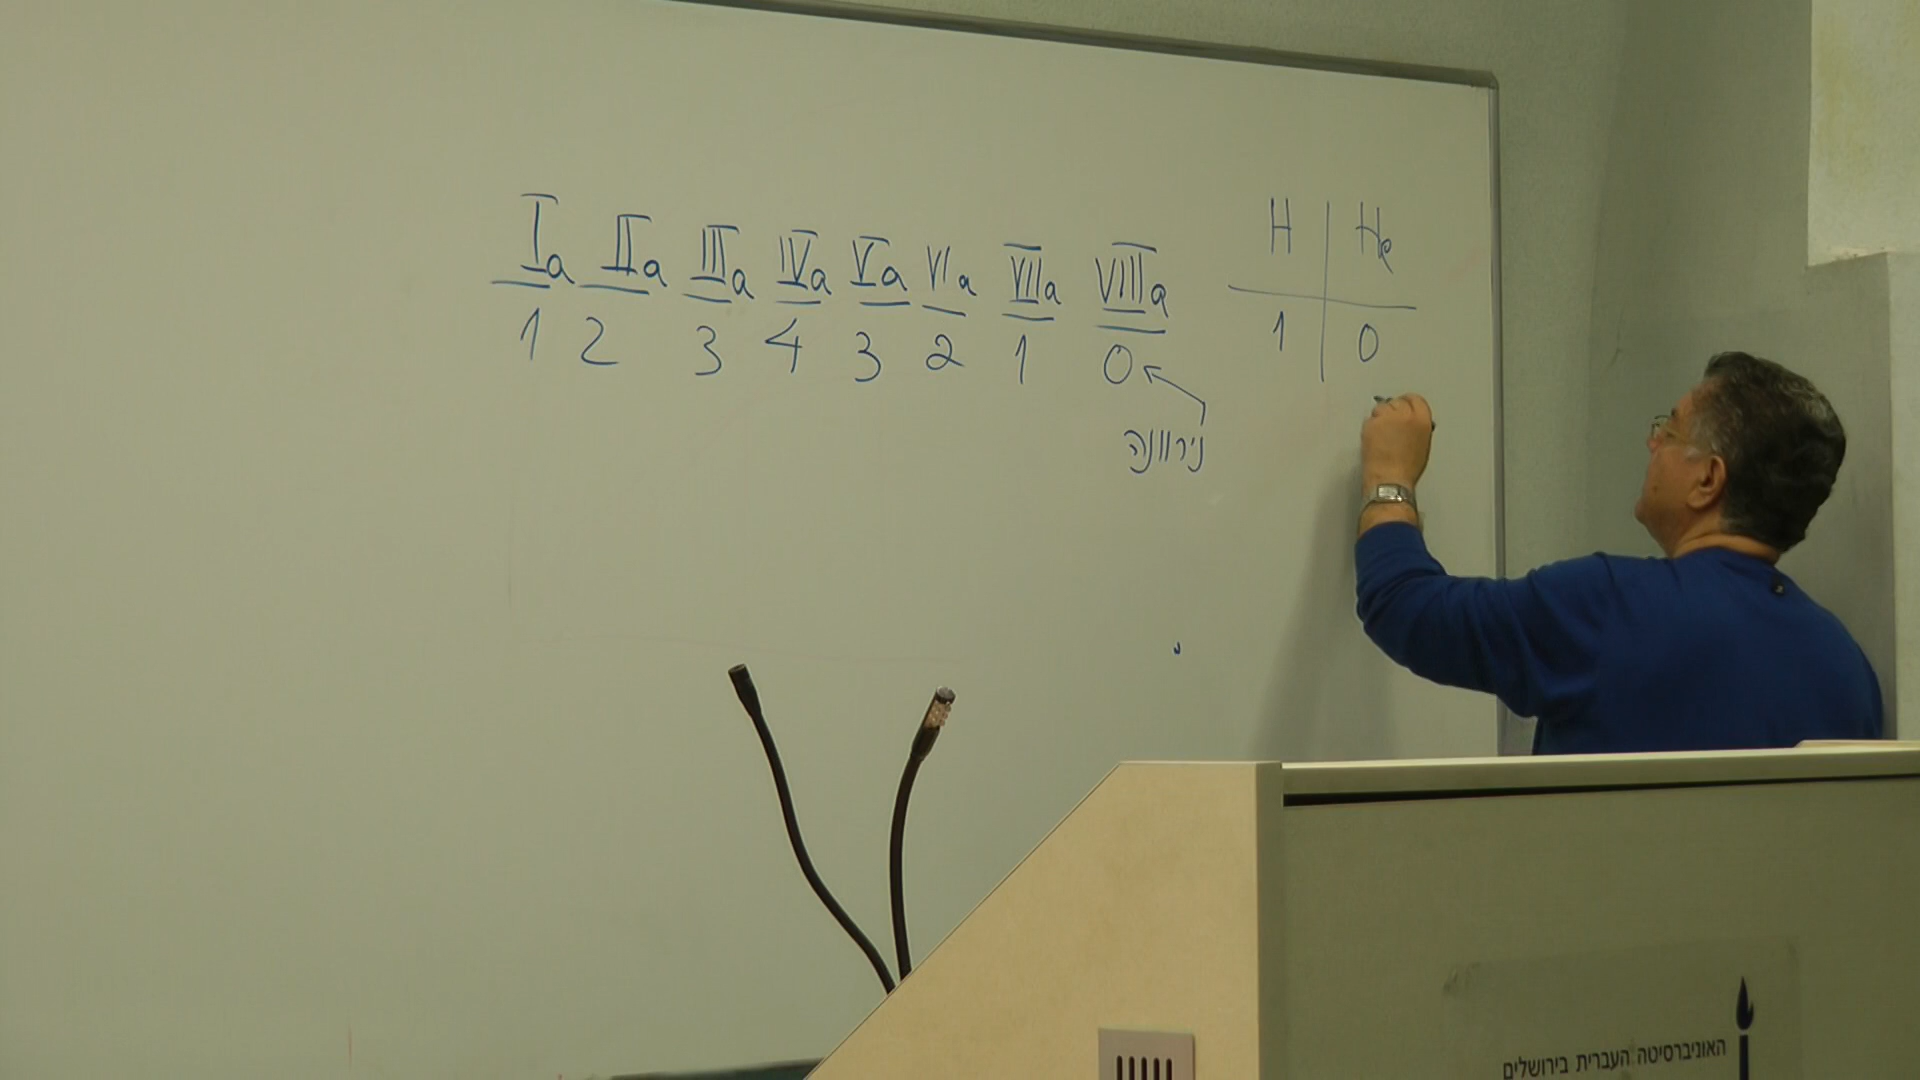 Ia IIa IIIa IVa Va VIa VIIa VIIIa
1 2 3 4 3 2 1 0
נירוונה
H He
1 0
האוניברסיטה העברית בירושלים